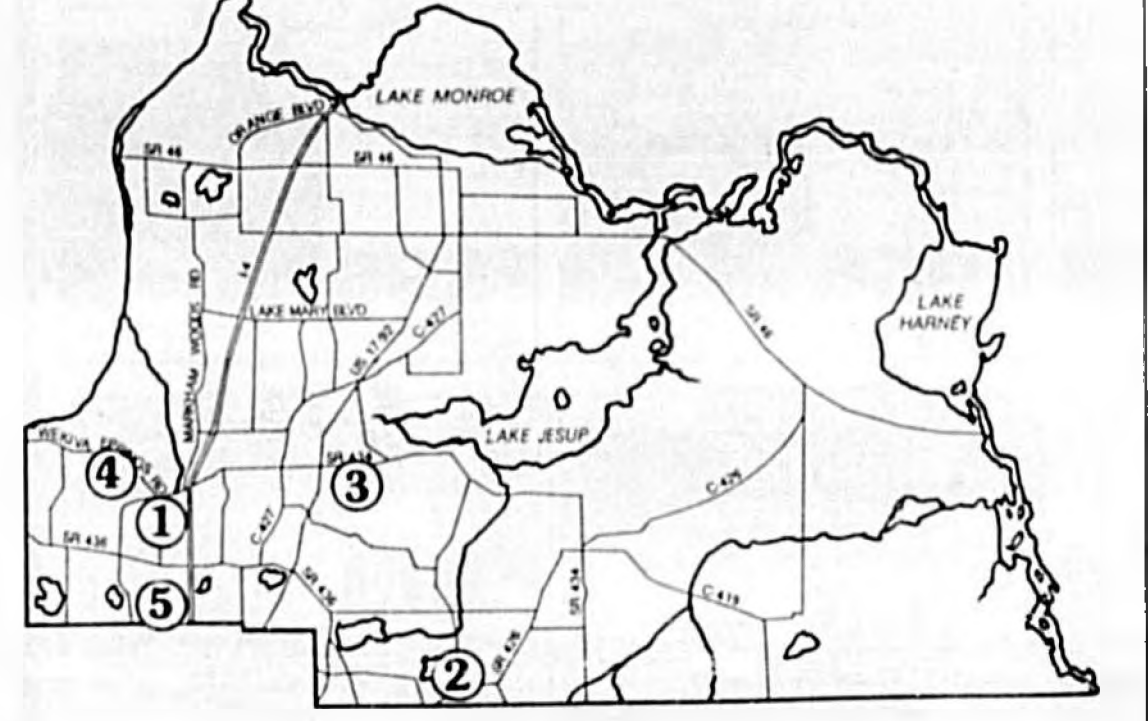 LAKE MONROE
ORANGE BLVD
SR 46
SR 46
I-4
MARKHAM WOODS RD
LAKE MARY BLVD
US 17-92
C-427
SR 46
LAKE
HARNEY
LAKE JESUP
WEKIVA SPRINGS RD
4
SR 434
3
1
C-427
C-426
SR 436
5
SR 436
SR 434
C-419
SR 426
2